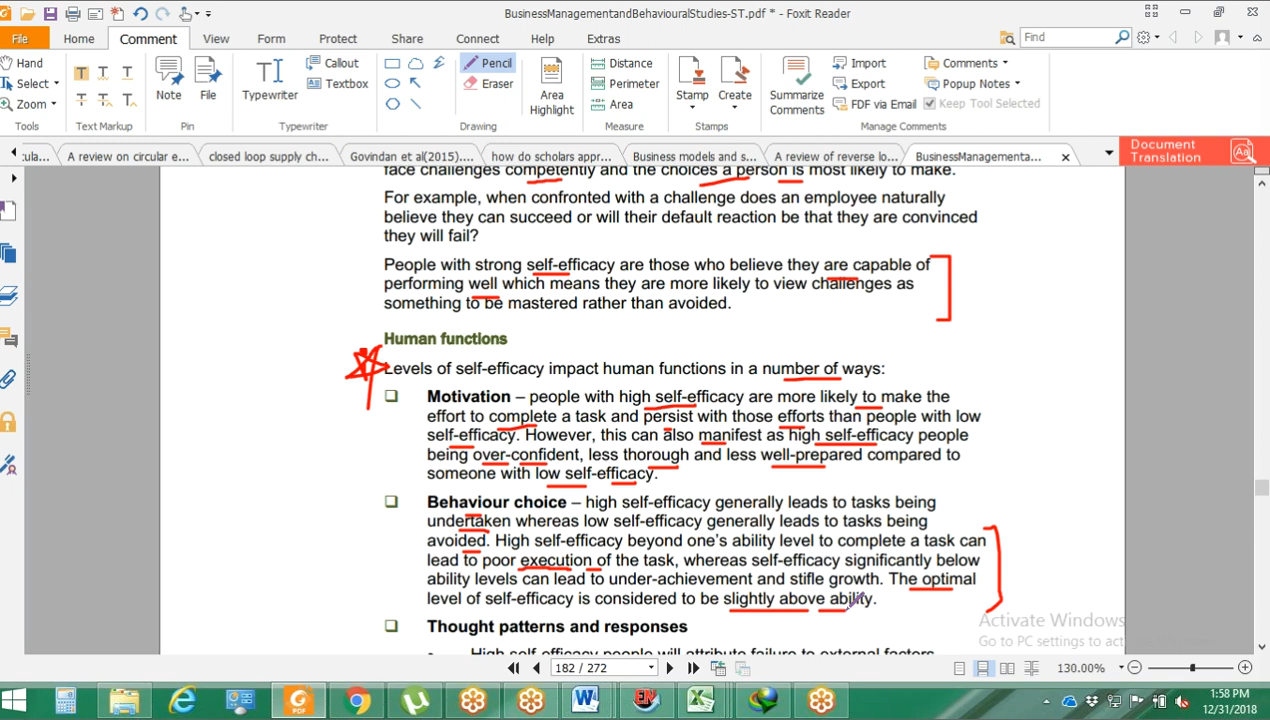 BusinessManagementandBehaviouralStudies-ST.pdf * - Foxit Reader
File Home Comment View Form Protect Share Connect Help Extras Find
Hand Select Zoom Tools
Text Markup
Note File Pin
Typewriter Callout Textbox Typewriter
Pencil Eraser Area Highlight Drawing
Distance Perimeter Area Measure
Stamp Create Stamps
Summarize Comments Import Export FDF via Email Comments Popup Notes Keep Tool Selected Manage Comments
cula... A review on circular e... closed loop supply ch... Govindan et al(2015).... how do scholars appr... Business models and s... A review of reverse lo... BusinessManagementa... Document Translation
face challenges competently and the choices a person is most likely to make.
For example, when confronted with a challenge does an employee naturally
believe they can succeed or will their default reaction be that they are convinced
they will fail?
People with strong self-efficacy are those who believe they are capable of
performing well which means they are more likely to view challenges as
something to be mastered rather than avoided.
Human functions
Levels of self-efficacy impact human functions in a number of ways:
Motivation – people with high self-efficacy are more likely to make the
effort to complete a task and persist with those efforts than people with low
self-efficacy. However, this can also manifest as high self-efficacy people
being over-confident, less thorough and less well-prepared compared to
someone with low self-efficacy.
Behaviour choice – high self-efficacy generally leads to tasks being
undertaken whereas low self-efficacy generally leads to tasks being
avoided. High self-efficacy beyond one's ability level to complete a task can
lead to poor execution of the task, whereas self-efficacy significantly below
ability levels can lead to under-achievement and stifle growth. The optimal
level of self-efficacy is considered to be slightly above ability.
Activate Windows
Go to PC settings to act
Thought patterns and responses
• High self-efficacy people will attribute failure to external factors
182 / 272 130.00%
1:58 PM
12/31/2018